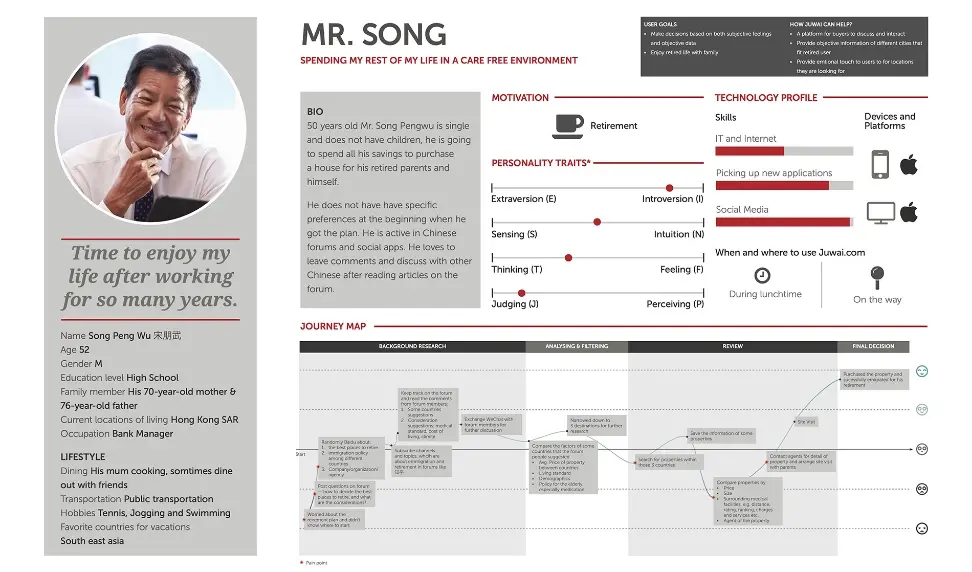 Time to enjoy my
life after working
for so many years.
Name Song Peng Wu 宋朋武
Age 52
Gender M
Education level High School
Family member His 70-year-old mother &
76-year-old father
Current locations of living Hong Kong SAR
Occupation Bank Manager
LIFESTYLE
Dining His mum cooking, somtimes dine
out with friends
Transportation Public transportation
Hobbies Tennis, Jogging and Swimming
Favorite countries for vacations
South east asia
MR. SONG
SPENDING MY REST OF MY LIFE IN A CARE FREE ENVIRONMENT
USER GOALS
• Make decisions based on both subjective feelings
and objective data
• Enjoy retired life with family
HOW JUWAI CAN HELP?
• A platform for buyers to discuss and interact
• Provide objective information of different cities that
fit retired user
• Provide emtional touch to users to for locations
they are looking for
BIO
50 years old Mr. Song Pengwu is single
and does not have children, he is going
to spend all his savings to purchase
a house for his retired parents and
himself.
He does not have have specific
preferences at the beginning when he
got the plan. He is active in Chinese
forums and social apps. He loves to
leave comments and discuss with other
Chinese after reading articles on the
forum.
MOTIVATION
Retirement
PERSONALITY TRAITS*
Extraversion (E) Introversion (I)
Sensing (S) Intuition (N)
Thinking (T) Feeling (F)
Judging (J) Perceiving (P)
TECHNOLOGY PROFILE
Skills
IT and Internet
Picking up new applications
Social Media
Devices and
Platforms
When and where to use Juwai.com
During lunchtime
On the way
JOURNEY MAP
BACKGROUND RESEARCH
ANALYSING & FILTERING
REVIEW
FINAL DECISION
Start
Worried about the
retirement plan and didn't
know where to start
Post questions on forum
– how to decide the best
places to retire, and what
are the considerations?
Randomly Baidu about:
1. the best places to retire
2. Immigration policy
among different
countries
3. Company/organization/
agency
Subscribe channels
and topics, which are
about immigration and
retirement in forums like
Keep track on the forum
and read the comments
from forum members:
1. Some countries
suggestions
2. Consideration
suggestions; medical
standard, cost of
living, climate
Exchange WeChat with
forum members for
further discussion
Compare the factors of some
countries that the forum
people suggested
• Avg. Price of property
between countries
• Living standard
• Demographics
• Policy for the elderly
especially medication
Narrowed down to
3 destinations for further
research
Search for properties within
those 3 countries
Save the information of some
properties
Compare properties by
• Price
• Size
• Surrounding medical
facilities, e.g. distance,
rating, ranking, charges
and services etc
• Agent of the property
Contact agents for detail of
property and arrange site visit
with parents
Site Visit
Purchased the property and
sucessfully emigrated for his
retirement
• Pain point